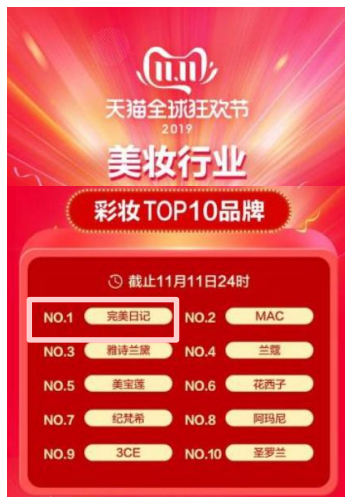 11.11
天猫全球狂欢节
2019
美妆行业
彩妆TOP10品牌
截止11月11日24时
NO.1 完美日记 NO.2 MAC
NO.3 雅诗兰黛 NO.4 兰蔻
NO.5 美宝莲 NO.6 花西子
NO.7 纪梵希 NO.8 阿玛尼
NO.9 3CE NO.10 圣罗兰